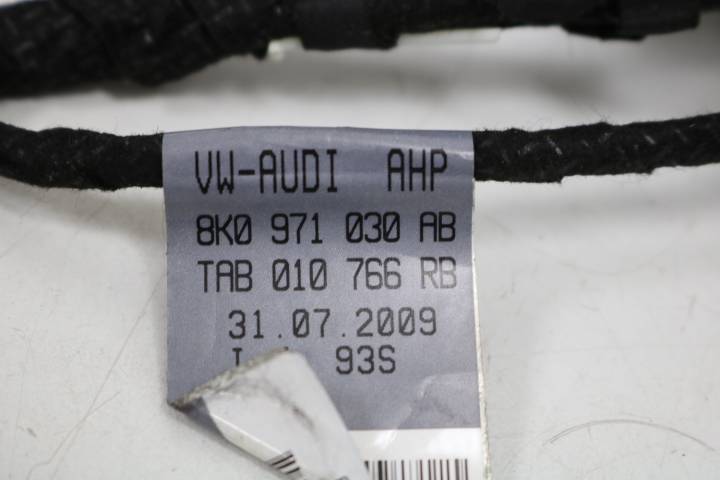 VW-AUDI AHP
8K0 971 030 AB
TAB 010 766 RB
31.07.2009
93S